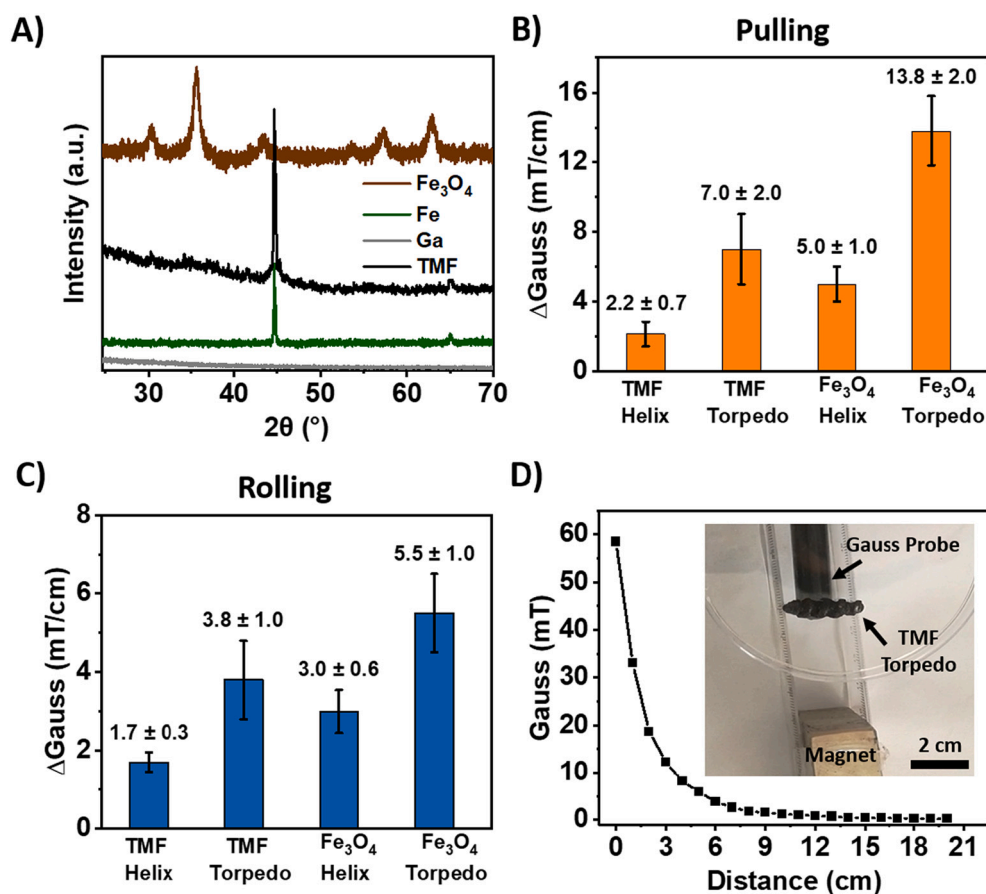 A)
Intensity (a.u.)
Fe₃O₄
Fe
Ga
TMF
30 40 50 60 70
2θ (°)
B)
Pulling
ΔGauss (mT/cm)
16
12
8
4
0
2.2 ± 0.7
7.0 ± 2.0
5.0 ± 1.0
13.8 ± 2.0
TMF Helix
TMF Torpedo
Fe₃O₄ Helix
Fe₃O₄ Torpedo
C)
Rolling
ΔGauss (mT/cm)
8
6
4
2
0
1.7 ± 0.3
3.8 ± 1.0
3.0 ± 0.6
5.5 ± 1.0
TMF Helix
TMF Torpedo
Fe₃O₄ Helix
Fe₃O₄ Torpedo
D)
Gauss (mT)
60
50
40
30
20
10
0
Gauss Probe
TMF
Torpedo
Magnet
2 cm
0 3 6 9 12 15 18 21
Distance (cm)